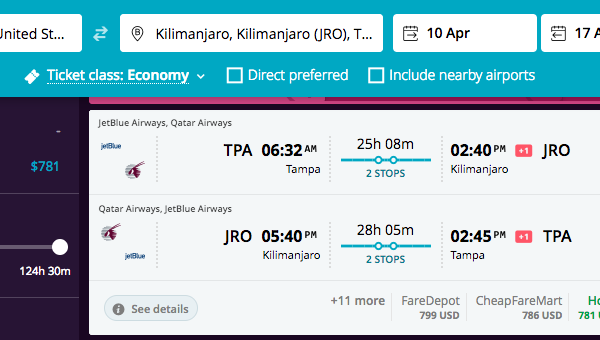 United St...
Kilimanjaro, Kilimanjaro (JRO), T...
10 Apr
17 A
Ticket class: Economy
Direct preferred
Include nearby airports
-
$781
124h 30m
JetBlue Airways, Qatar Airways
jetBlue
TPA 06:32 AM
Tampa
25h 08m
2 STOPS
02:40 PM +1 JRO
Kilimanjaro
Qatar Airways, JetBlue Airways
jetBlue
JRO 05:40 PM
Kilimanjaro
28h 05m
2 STOPS
02:45 PM +1 TPA
Tampa
See details
+11 more
FareDepot
799 USD
CheapFareMart
786 USD
Ho
781 U